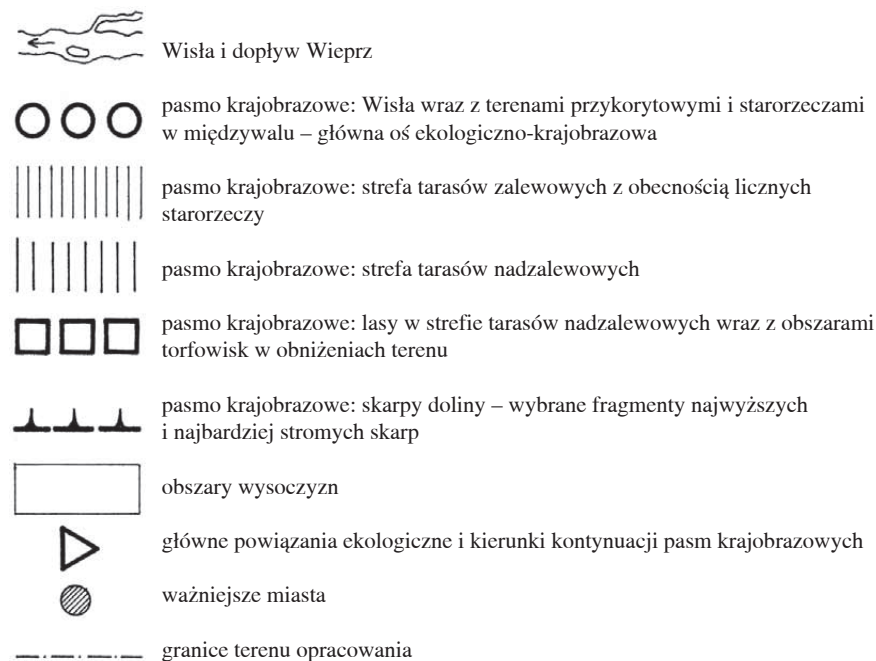 Wisła i dopływ Wieprz
pasmo krajobrazowe: Wisła wraz z terenami przykorytowymi i starorzeczami
w międzywalu – główna oś ekologiczno-krajobrazowa
pasmo krajobrazowe: strefa tarasów zalewowych z obecnością licznych
starorzeczy
pasmo krajobrazowe: strefa tarasów nadzalewowych
pasmo krajobrazowe: lasy w strefie tarasów nadzalewowych wraz z obszarami
torfowisk w obniżeniach terenu
pasmo krajobrazowe: skarpy doliny – wybrane fragmenty najwyższych
i najbardziej stromych skarp
obszary wysoczyzn
główne powiązania ekologiczne i kierunki kontynuacji pasm krajobrazowych
ważniejsze miasta
granice terenu opracowania